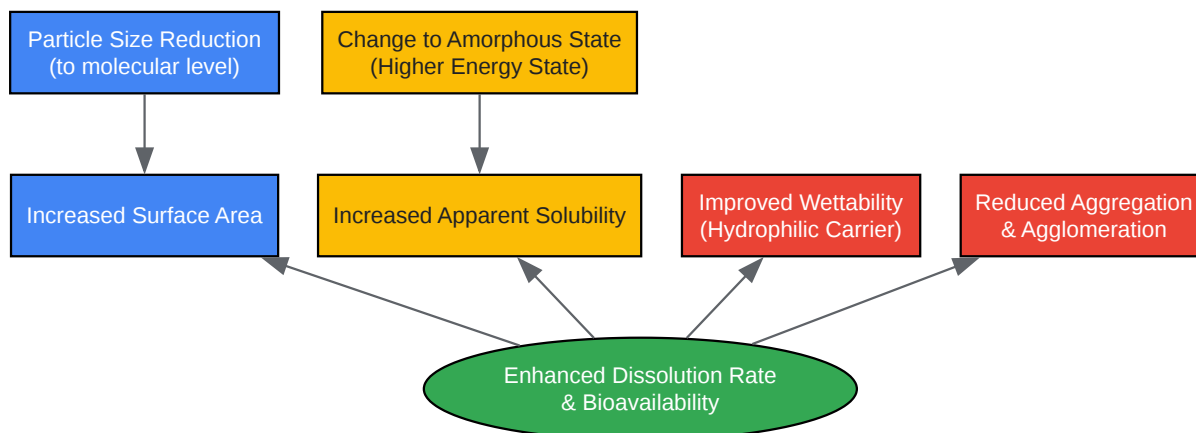 Particle Size Reduction
(to molecular level)
Change to Amorphous State
(Higher Energy State)
Increased Surface Area
Increased Apparent Solubility
Improved Wettability
(Hydrophilic Carrier)
Reduced Aggregation
& Agglomeration
Enhanced Dissolution Rate
& Bioavailability